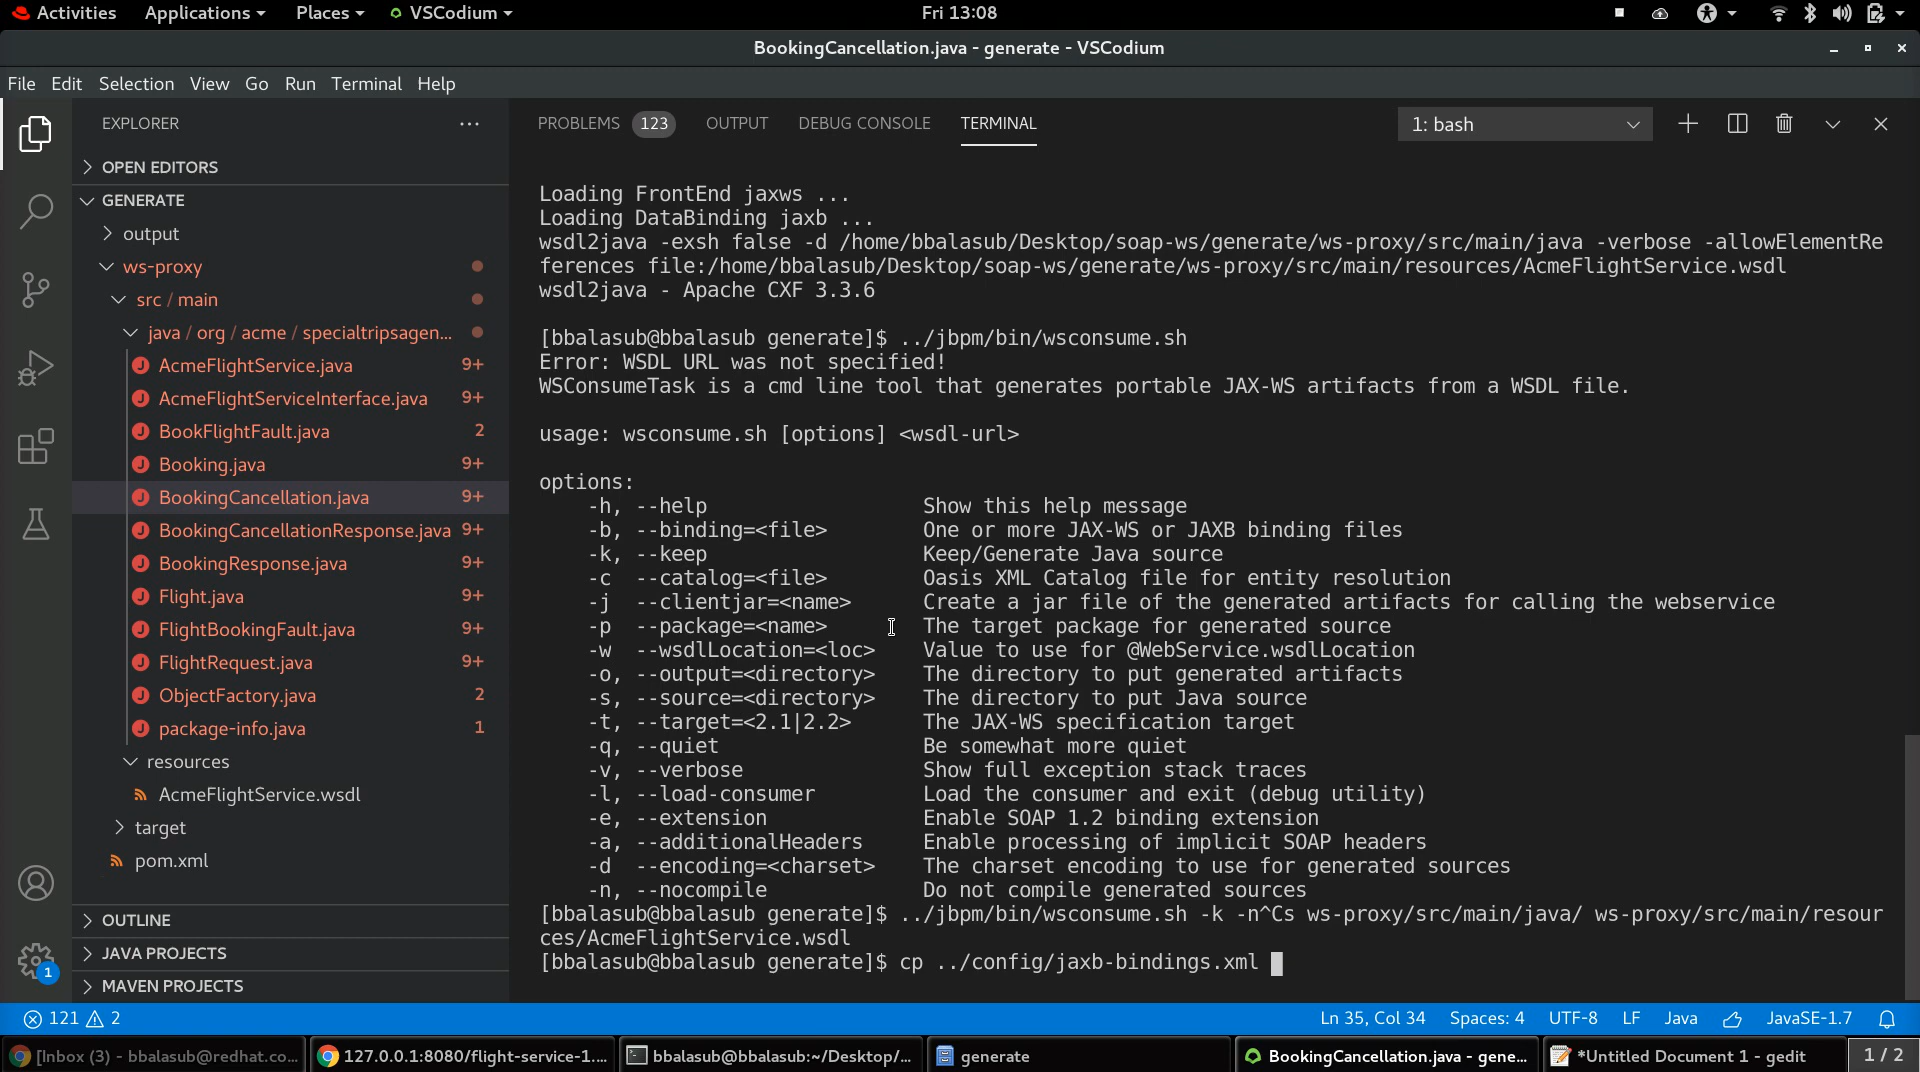 Activities Applications Places VSCodium Fri 13:08
BookingCancellation.java - generate - VSCodium
File Edit Selection View Go Run Terminal Help
EXPLORER ...
OPEN EDITORS
GENERATE
output
ws-proxy
src / main
java / org / acme / specialtripsagen...
AcmeFlightService.java 9+
AcmeFlightServiceInterface.java 9+
BookFlightFault.java 2
Booking.java 9+
BookingCancellation.java 9+
BookingCancellationResponse.java 9+
BookingResponse.java 9+
Flight.java 9+
FlightBookingFault.java 9+
FlightRequest.java 9+
ObjectFactory.java 2
package-info.java 1
resources
AcmeFlightService.wsdl
target
pom.xml
OUTLINE
JAVA PROJECTS
MAVEN PROJECTS
1
PROBLEMS 123 OUTPUT DEBUG CONSOLE TERMINAL 1: bash
Loading FrontEnd jaxws ...
Loading DataBinding jaxb ...
wsdl2java -exsh false -d /home/bbalasub/Desktop/soap-ws/generate/ws-proxy/src/main/java -verbose -allowElementRe
ferences file:/home/bbalasub/Desktop/soap-ws/generate/ws-proxy/src/main/resources/AcmeFlightService.wsdl
wsdl2java - Apache CXF 3.3.6
[bbalasub@bbalasub generate]$ ../jbpm/bin/wsconsume.sh
Error: WSDL URL was not specified!
WSConsumeTask is a cmd line tool that generates portable JAX-WS artifacts from a WSDL file.
usage: wsconsume.sh [options] <wsdl-url>
options:
-h, --help Show this help message
-b, --binding=<file> One or more JAX-WS or JAXB binding files
-k, --keep Keep/Generate Java source
-c --catalog=<file> Oasis XML Catalog file for entity resolution
-j --clientjar=<name> Create a jar file of the generated artifacts for calling the webservice
-p --package=<name> The target package for generated source
-w --wsdlLocation=<loc> Value to use for @WebService.wsdlLocation
-o, --output=<directory> The directory to put generated artifacts
-s, --source=<directory> The directory to put Java source
-t, --target=<2.1|2.2> The JAX-WS specification target
-q, --quiet Be somewhat more quiet
-v, --verbose Show full exception stack traces
-l, --load-consumer Load the consumer and exit (debug utility)
-e, --extension Enable SOAP 1.2 binding extension
-a, --additionalHeaders Enable processing of implicit SOAP headers
-d --encoding=<charset> The charset encoding to use for generated sources
-n, --nocompile Do not compile generated sources
[bbalasub@bbalasub generate]$ ../jbpm/bin/wsconsume.sh -k -n^Cs ws-proxy/src/main/java/ ws-proxy/src/main/resour
ces/AcmeFlightService.wsdl
[bbalasub@bbalasub generate]$ cp ../config/jaxb-bindings.xml
121 2 Ln 35, Col 34 Spaces: 4 UTF-8 LF Java JavaSE-1.7
[Inbox (3) - bbalasub@redhat.co... 127.0.0.1:8080/flight-service-1.... bbalasub@bbalasub:~/Desktop/... generate BookingCancellation.java - gene... *Untitled Document 1 - gedit 1 / 2